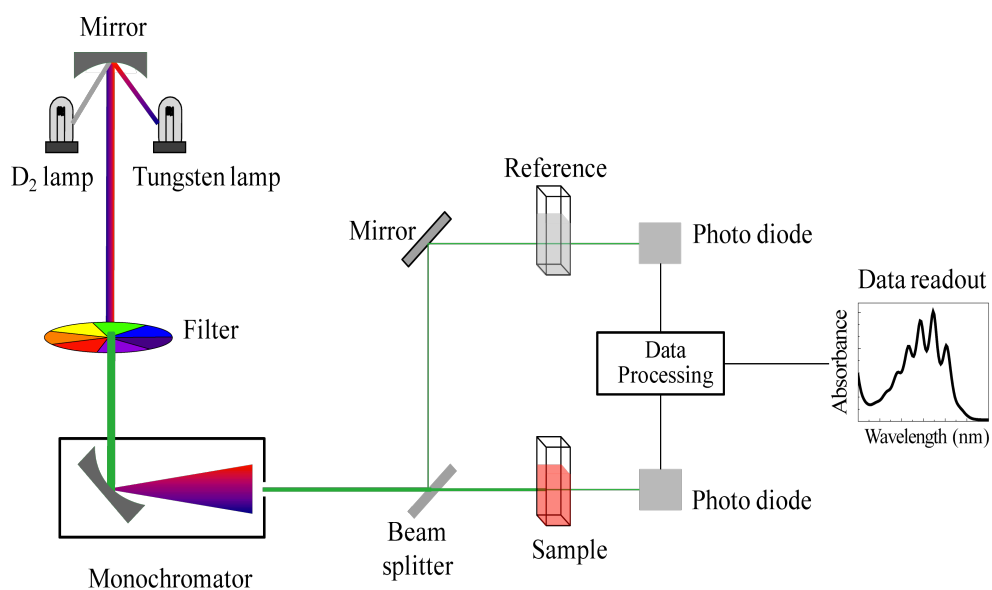 Mirror
D₂ lamp
Tungsten lamp
Filter
Monochromator
Mirror
Reference
Photo diode
Data
Processing
Beam
splitter
Sample
Photo diode
Data readout
Absorbance
Wavelength (nm)